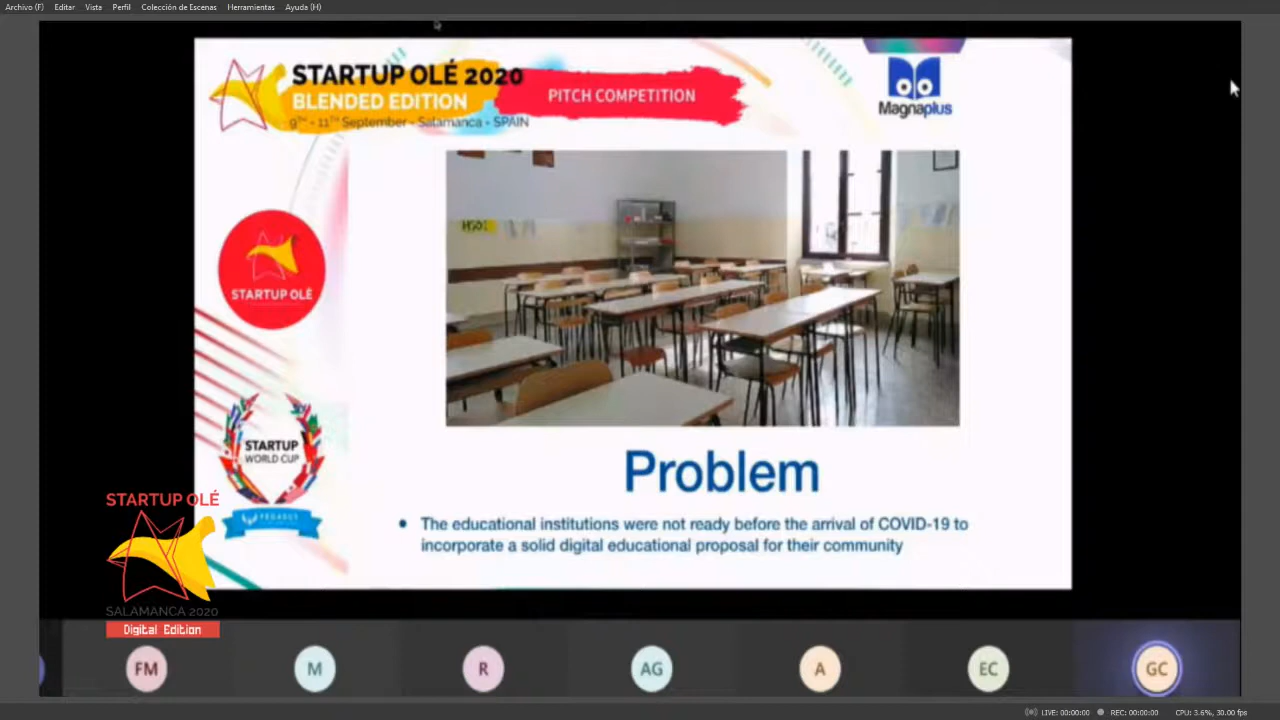 Archivo (F) Editar Vista Perfil Colección de Escenas Herramientas Ayuda (H)
STARTUP OLÉ 2020
BLENDED EDITION
9TH - 11TH September - Salamanca - SPAIN
PITCH COMPETITION
Magnaplus
STARTUP OLÉ
STARTUP
WORLD CUP
PEGASUS
Problem
• The educational institutions were not ready before the arrival of COVID-19 to
incorporate a solid digital educational proposal for their community
STARTUP OLÉ
SALAMANCA 2020
Digital Edition
FM M R AG A EC GC
LIVE: 00:00:00 REC: 00:00:00 CPU: 3.6%, 30.00 fps